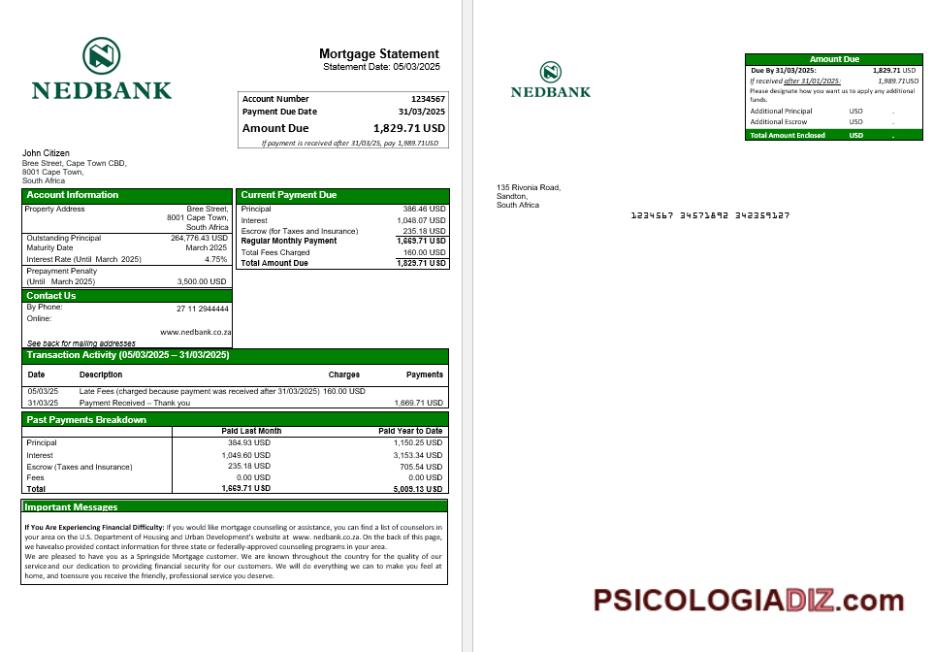 NEDBANK
Mortgage Statement
Statement Date: 05/03/2025
Account Number 1234567
Payment Due Date 31/03/2025
Amount Due 1,829.71 USD
If payment is received after 31/03/25, pay 1,989.71USD
John Citizen
Bree Street, Cape Town CBD,
8001 Cape Town,
South Africa
Account Information
Property Address Bree Street,
8001 Cape Town,
South Africa
Outstanding Principal 264,776.43 USD
Maturity Date March 2025
Interest Rate (Until March 2025) 4.75%
Prepayment Penalty
(Until March 2025) 3,500.00 USD
Contact Us
By Phone: 27 11 2944444
Online:
www.nedbank.co.za
See back for mailing addresses
Current Payment Due
Principal 386.46 USD
Interest 1,048.07 USD
Escrow (for Taxes and Insurance) 235.18 USD
Regular Monthly Payment 1,669.71 USD
Total Fees Charged 160.00 USD
Total Amount Due 1,829.71 USD
Transaction Activity (05/03/2025 – 31/03/2025)
Date Description Charges Payments
05/03/25 Late Fees (charged because payment was received after 31/03/2025) 160.00 USD
31/03/25 Payment Received – Thank you 1,669.71 USD
Past Payments Breakdown
Paid Last Month Paid Year to Date
Principal 384.93 USD 1,150.25 USD
Interest 1,049.60 USD 3,153.34 USD
Escrow (Taxes and Insurance) 235.18 USD 705.54 USD
Fees 0.00 USD 0.00 USD
Total 1,669.71 USD 5,009.13 USD
Important Messages
If You Are Experiencing Financial Difficulty: If you would like mortgage counseling or assistance, you can find a list of counselors in
your area on the U.S. Department of Housing and Urban Development's website at www. nedbank.co.za. On the back of this page,
we havealso provided contact information for three state or federally-approved counseling programs in your area.
We are pleased to have you as a Springside Mortgage customer. We are known throughout the country for the quality of our
serviceand our dedication to providing financial security for our customers. We will do everything we can to make you feel at
home, and toensure you receive the friendly, professional service you deserve.
NEDBANK
Amount Due
Due By 31/03/2025: 1,829.71 USD
If received after 31/01/2025: 1,989.71USD
Please designate how you want us to apply any additional
funds.
Additional Principal USD .
Additional Escrow USD .
Total Amount Enclosed USD .
135 Rivonia Road,
Sandton,
South Africa
1234567 34571892 342359127
PSICOLOGIADIZ.com